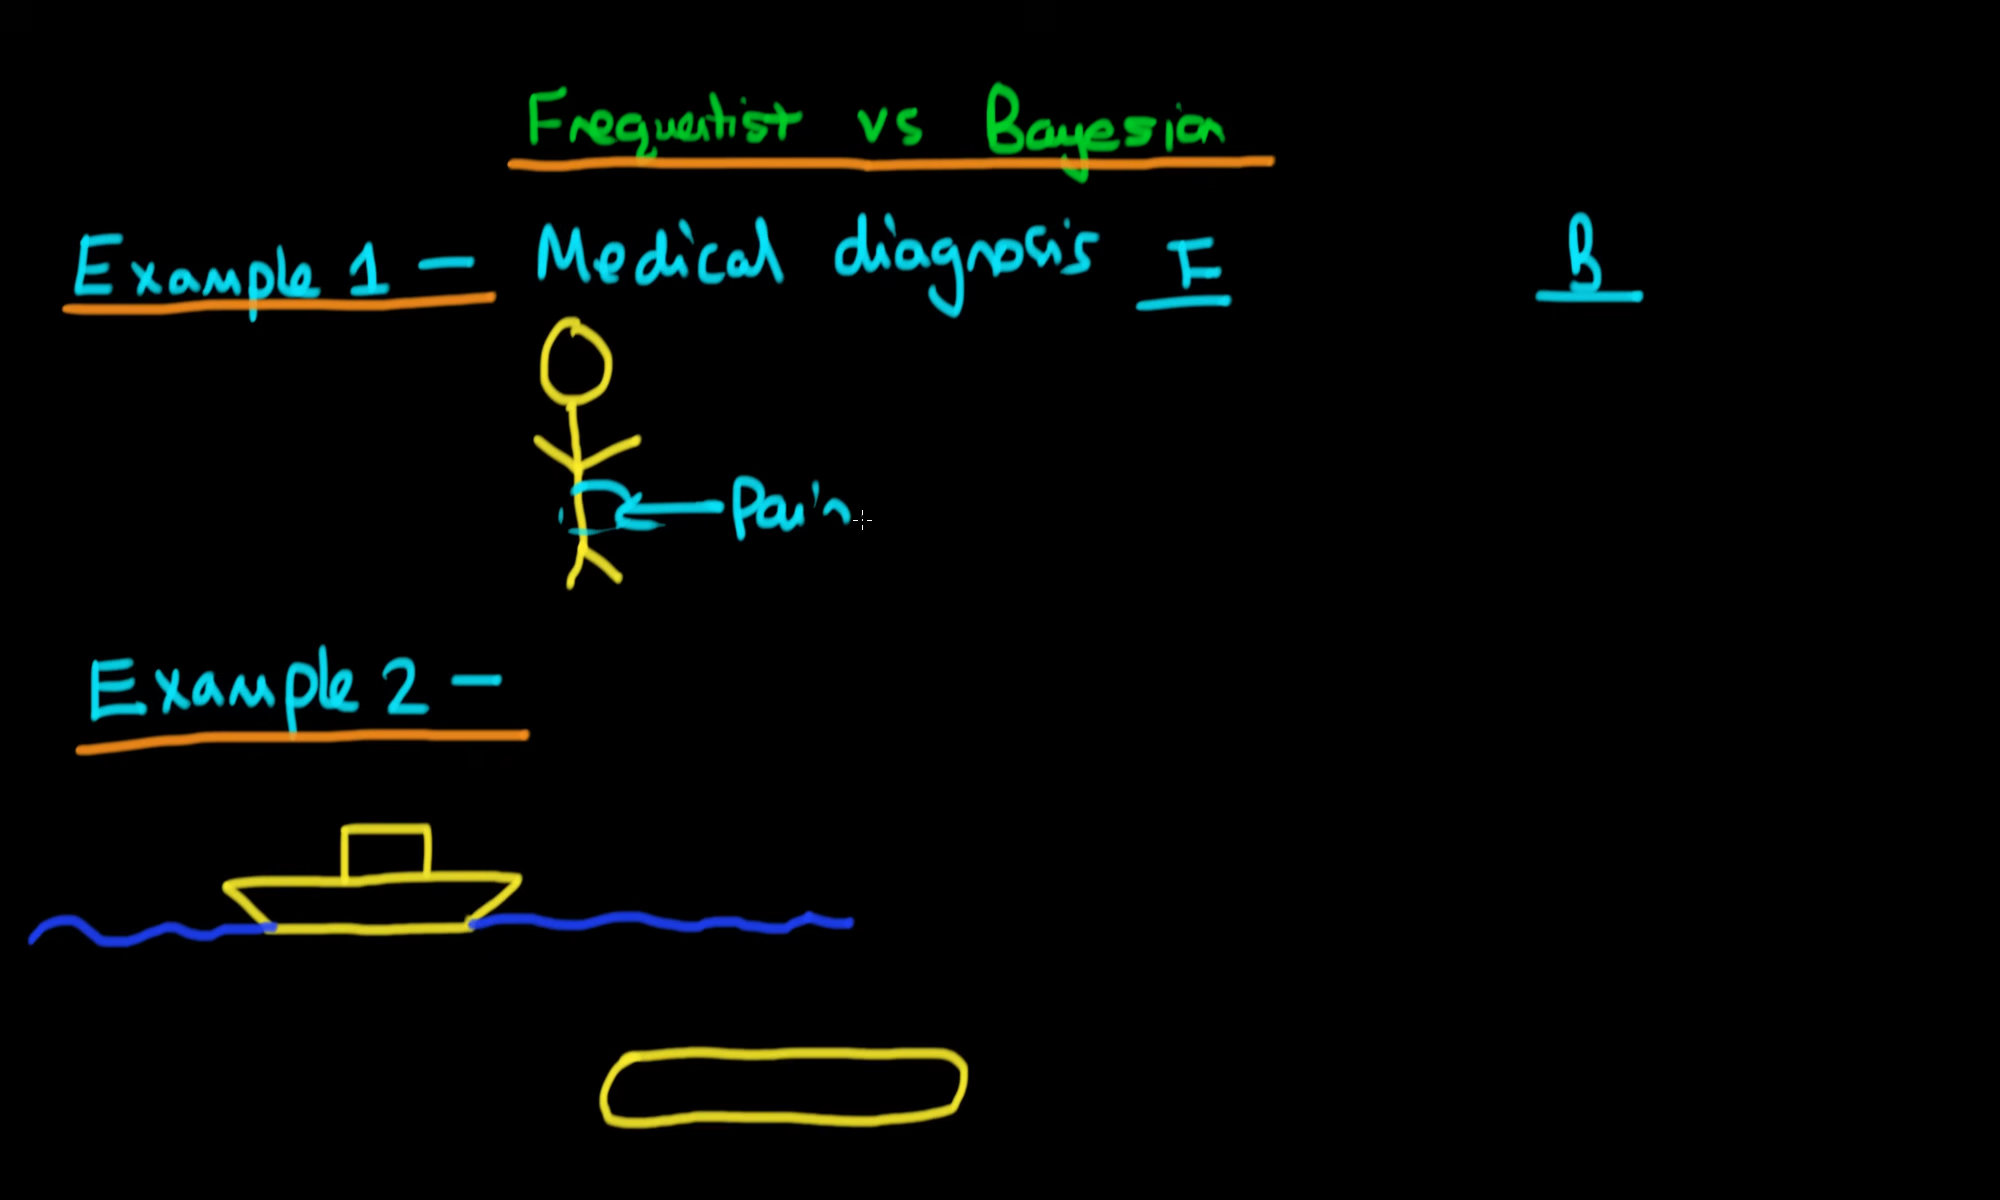 Frequentist vs Bayesian
Example 1 - Medical diagnosis F B
Pain
Example 2 -